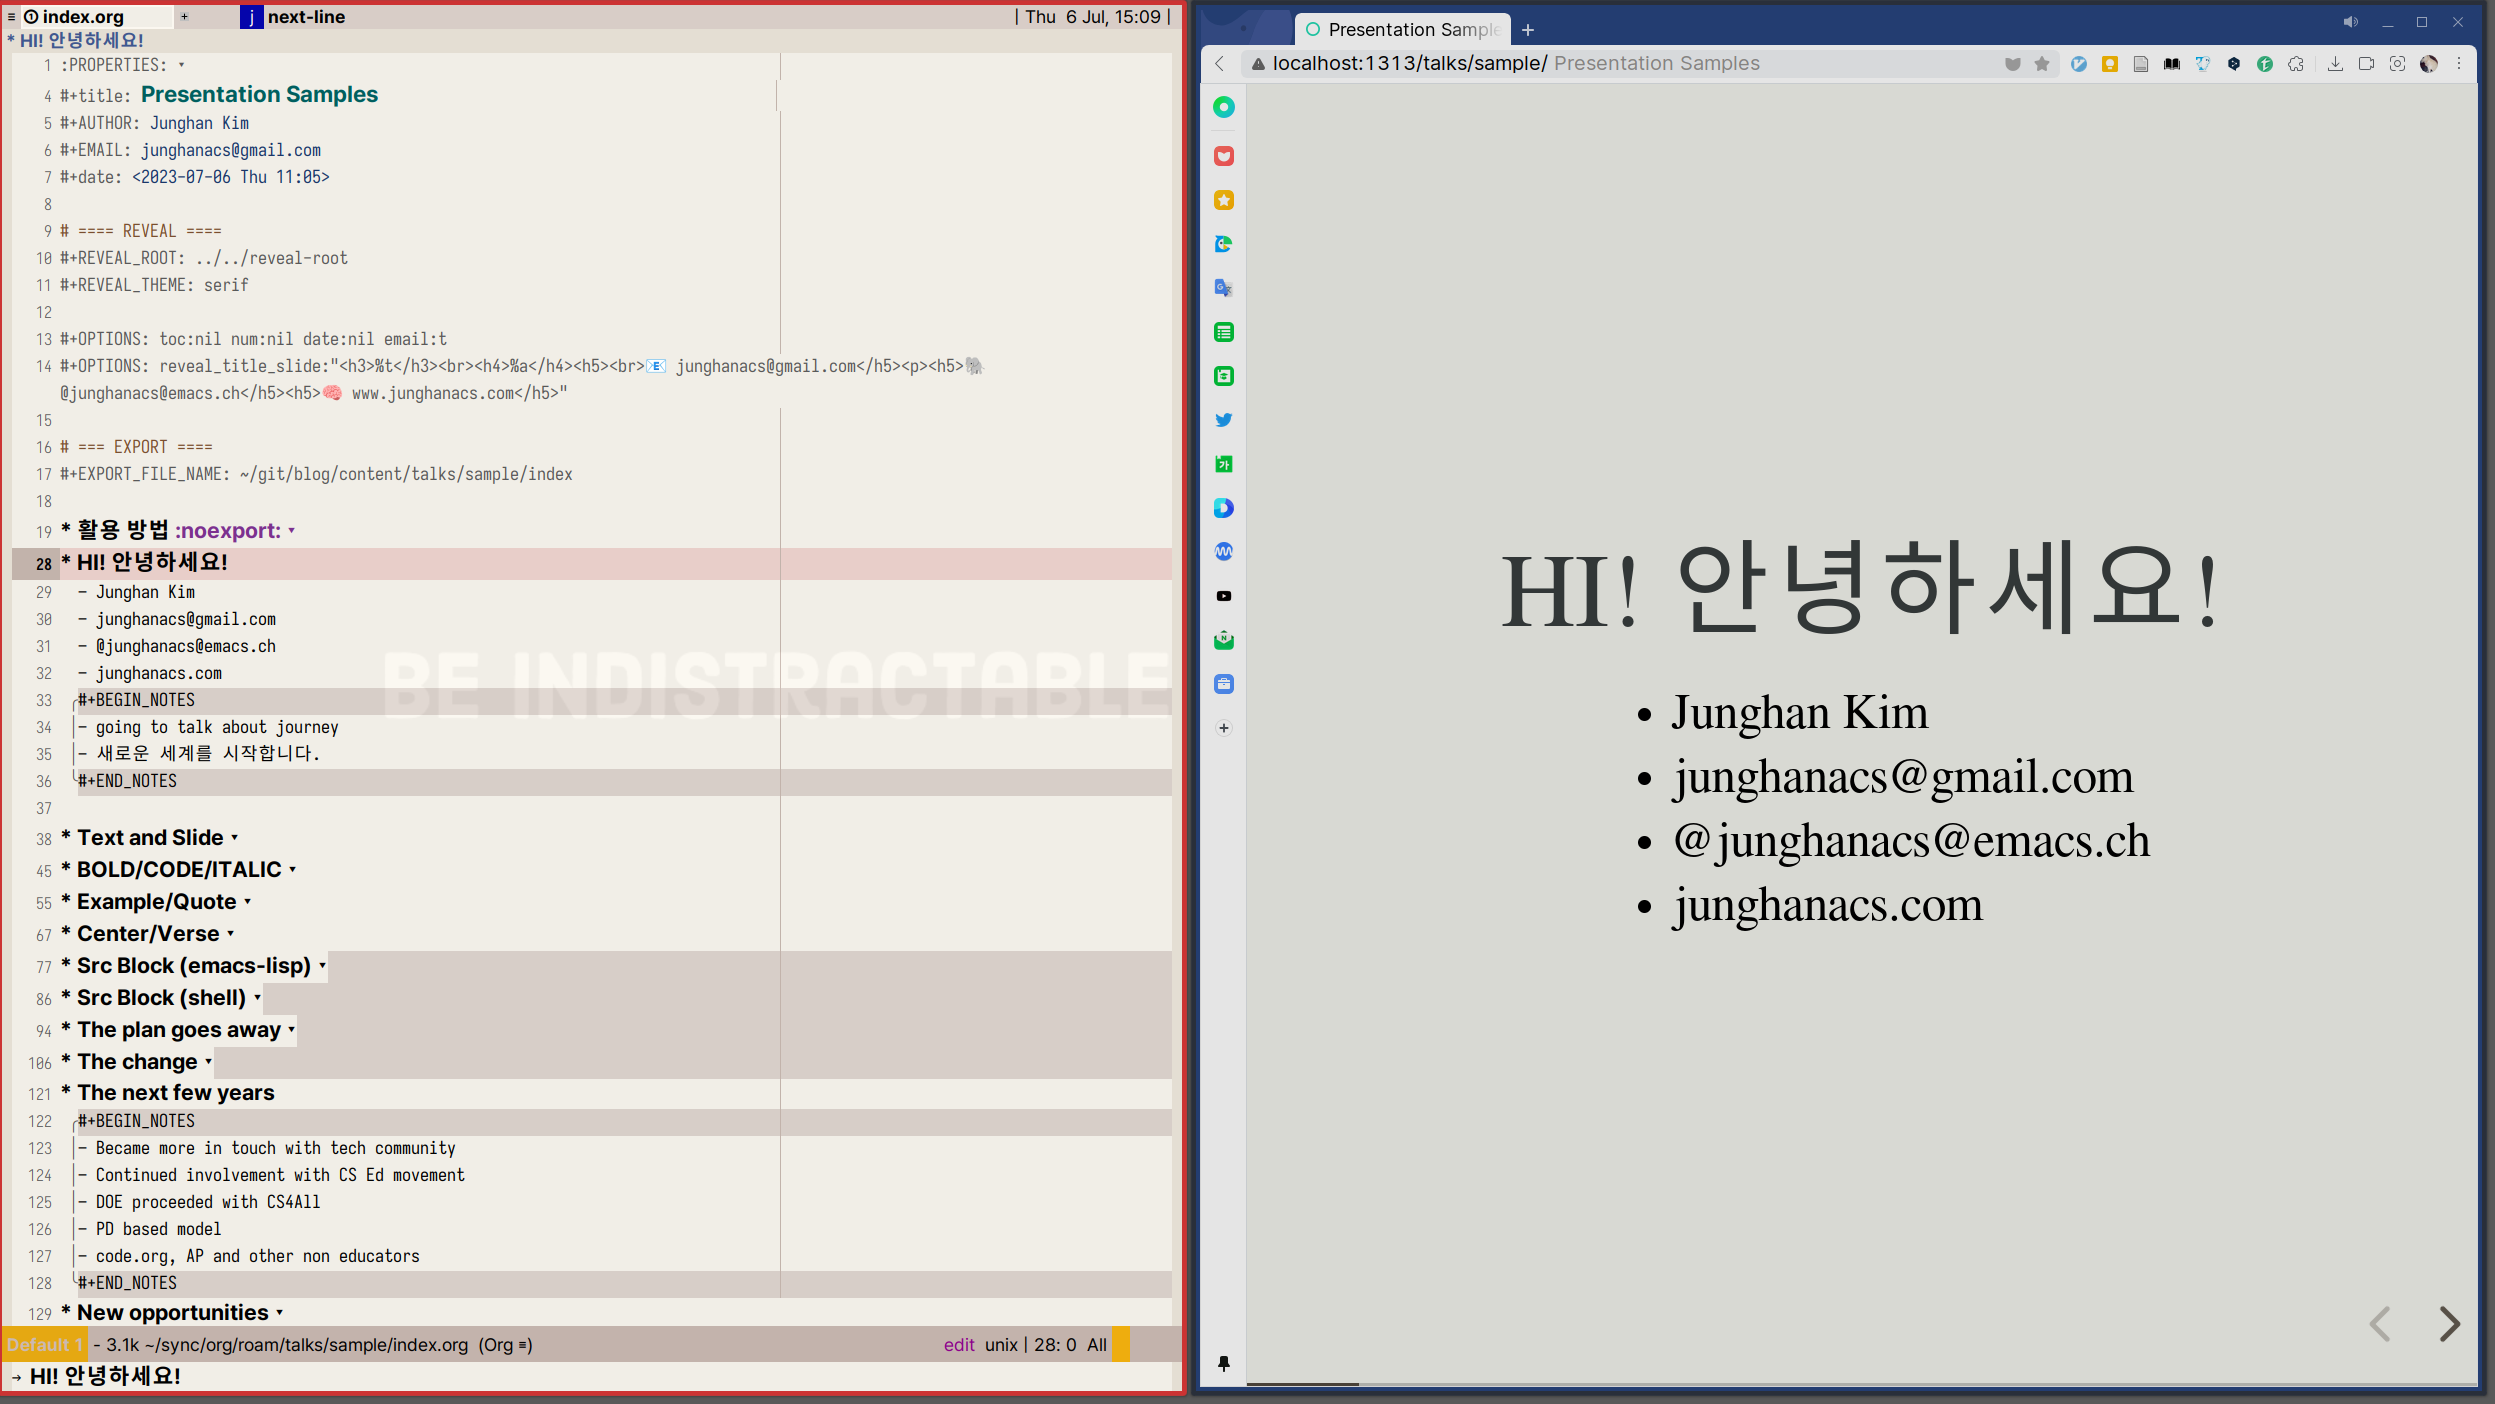 ≡ ① index.org + j next-line | Thu 6 Jul, 15:09 |
* HI! 안녕하세요!
1 :PROPERTIES: ▾
4 #+title: Presentation Samples
5 #+AUTHOR: Junghan Kim
6 #+EMAIL: junghanacs@gmail.com
7 #+date: <2023-07-06 Thu 11:05>
8
9 # ==== REVEAL ====
10 #+REVEAL_ROOT: ../../reveal-root
11 #+REVEAL_THEME: serif
12
13 #+OPTIONS: toc:nil num:nil date:nil email:t
14 #+OPTIONS: reveal_title_slide:"<h3>%t</h3><br><h4>%a</h4><h5><br>📧 junghanacs@gmail.com</h5><p><h5>🐘
@junghanacs@emacs.ch</h5><h5>🧠 www.junghanacs.com</h5>"
15
16 # === EXPORT ====
17 #+EXPORT_FILE_NAME: ~/git/blog/content/talks/sample/index
18
19 * 활용 방법 :noexport: ▾
28 * HI! 안녕하세요!
29 - Junghan Kim
30 - junghanacs@gmail.com
31 - @junghanacs@emacs.ch
32 - junghanacs.com
BE INDISTRACTABLE
33 #+BEGIN_NOTES
34 - going to talk about journey
35 - 새로운 세계를 시작합니다.
36 #+END_NOTES
37
38 * Text and Slide ▾
45 * BOLD/CODE/ITALIC ▾
55 * Example/Quote ▾
67 * Center/Verse ▾
77 * Src Block (emacs-lisp) ▾
86 * Src Block (shell) ▾
94 * The plan goes away ▾
106 * The change ▾
121 * The next few years
122 #+BEGIN_NOTES
123 - Became more in touch with tech community
124 - Continued involvement with CS Ed movement
125 - DOE proceeded with CS4All
126 - PD based model
127 - code.org, AP and other non educators
128 #+END_NOTES
129 * New opportunities ▾
Default 1 - 3.1k ~/sync/org/roam/talks/sample/index.org (Org ≡) edit unix | 28: 0 All
→ HI! 안녕하세요!
Presentation Sample
localhost:1313/talks/sample/ Presentation Samples
HI! 안녕하세요!
• Junghan Kim
• junghanacs@gmail.com
• @junghanacs@emacs.ch
• junghanacs.com